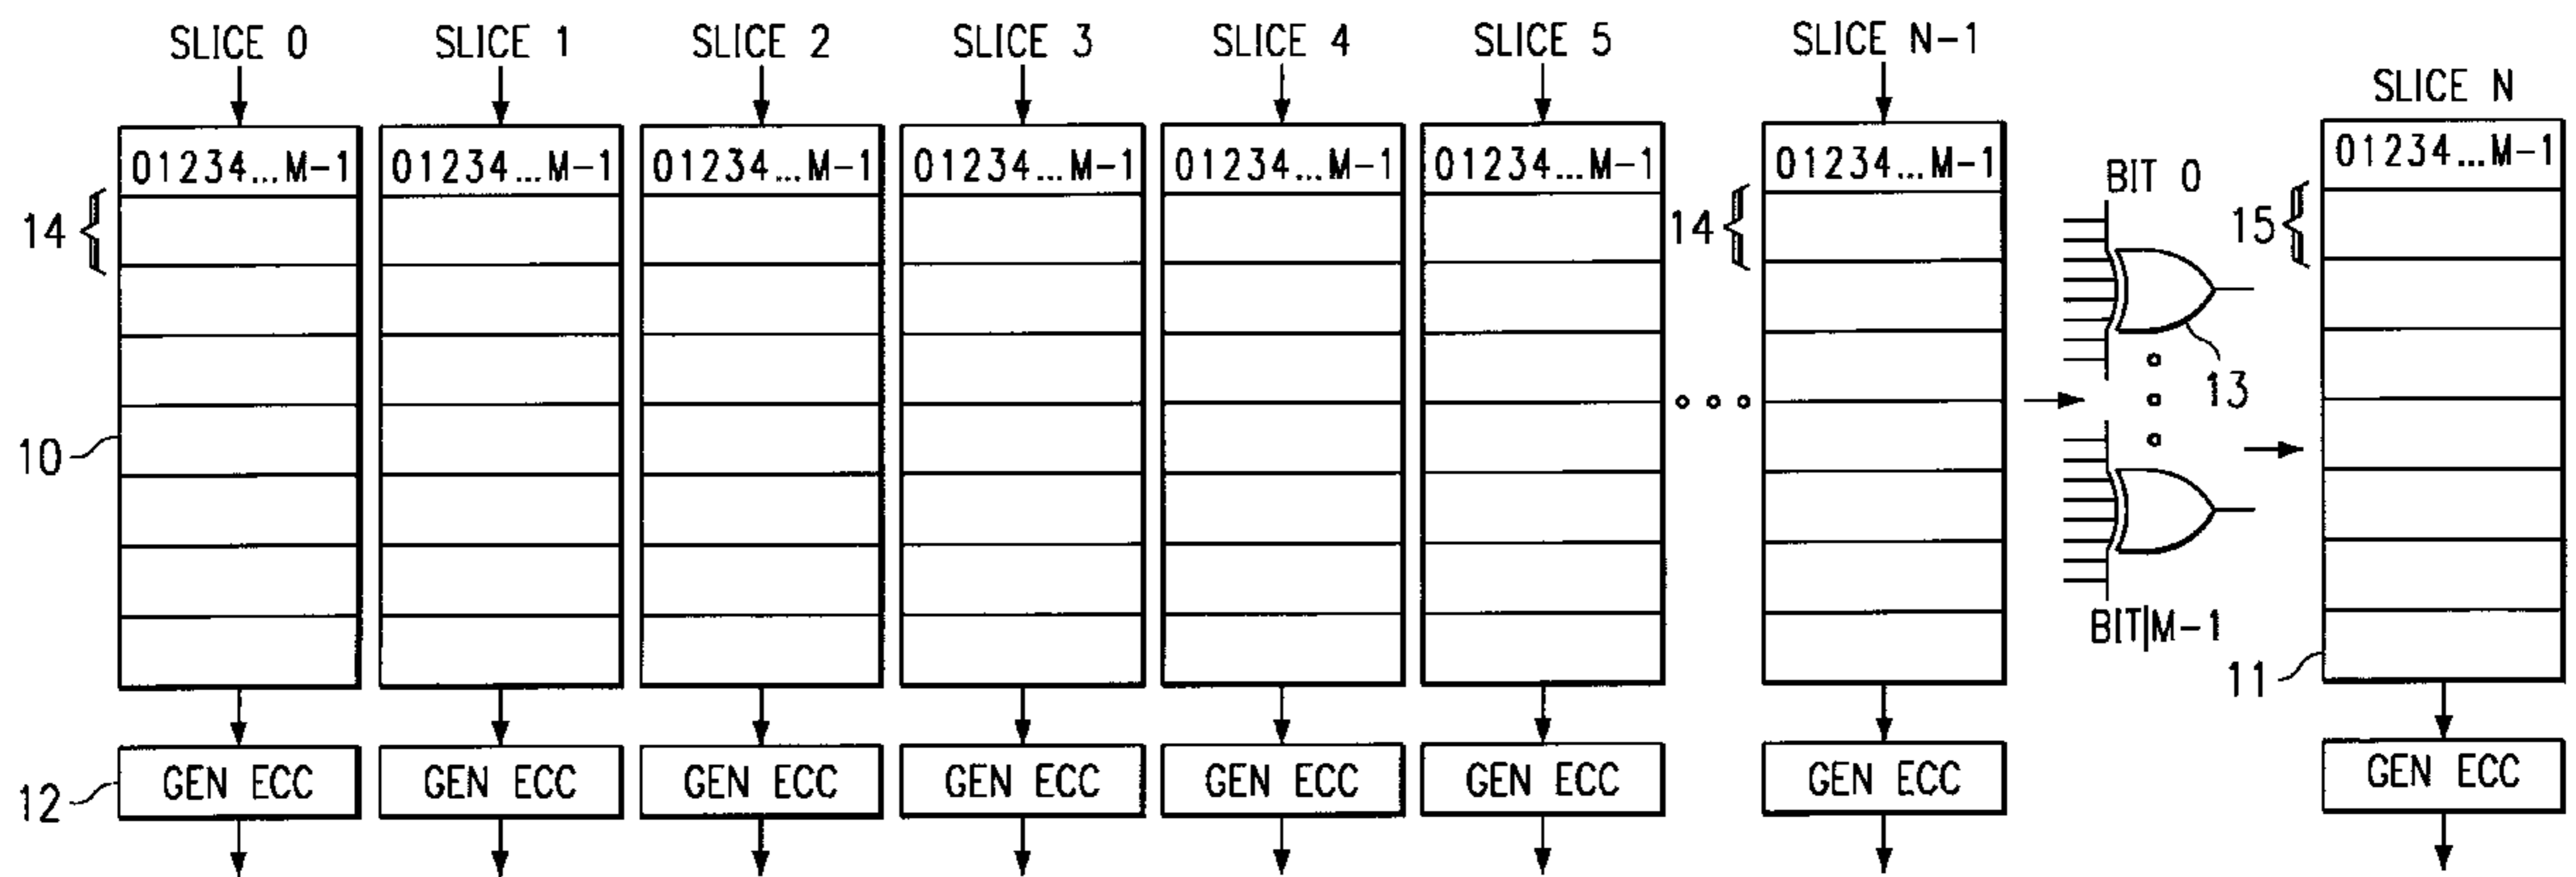 SLICE 0 SLICE 1 SLICE 2 SLICE 3 SLICE 4 SLICE 5 SLICE N-1 SLICE N
01234...M-1 01234...M-1 01234...M-1 01234...M-1 01234...M-1 01234...M-1 01234...M-1 01234...M-1
BIT 0
14 14 15
13
10
BIT|M-1
11
GEN ECC GEN ECC GEN ECC GEN ECC GEN ECC GEN ECC GEN ECC GEN ECC
12